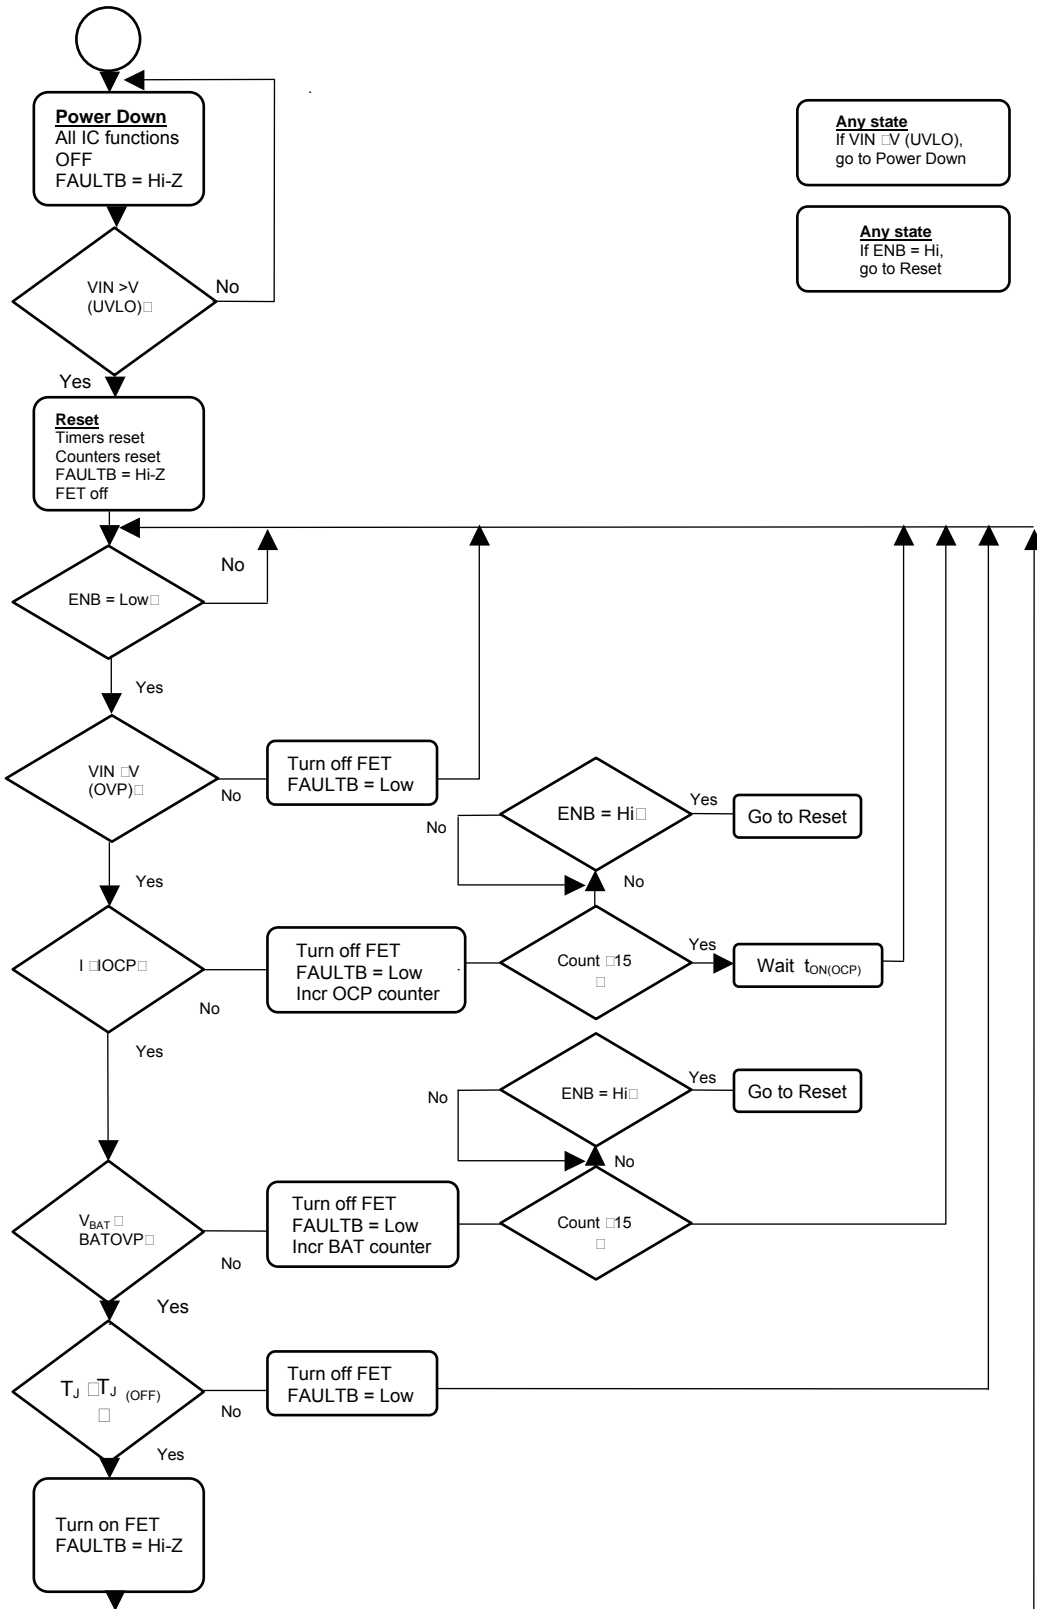 Power Down
All IC functions
OFF
FAULTB = Hi-Z
Any state
If VIN □V (UVLO),
go to Power Down
Any state
If ENB = Hi,
go to Reset
VIN >V
(UVLO)□
No
Yes
Reset
Timers reset
Counters reset
FAULTB = Hi-Z
FET off
ENB = Low□
No
Yes
VIN □V
(OVP)□
No
Turn off FET
FAULTB = Low
Yes
ENB = Hi□
Yes
Go to Reset
No
No
I □IOCP□
No
Turn off FET
FAULTB = Low
Incr OCP counter
Count □15
□
Yes
Wait tON(OCP)
Yes
ENB = Hi□
Yes
Go to Reset
No
No
VBAT □
BATOVP□
No
Turn off FET
FAULTB = Low
Incr BAT counter
Count □15
□
Yes
TJ □TJ (OFF)
□
No
Turn off FET
FAULTB = Low
Yes
Turn on FET
FAULTB = Hi-Z